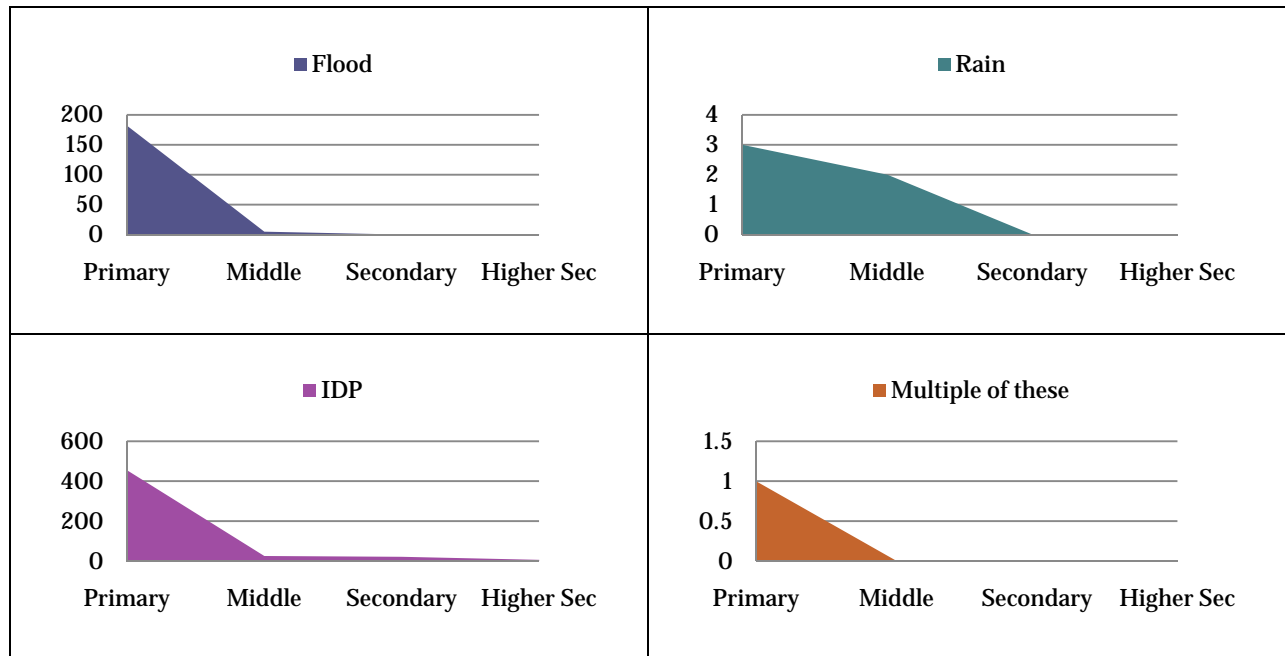 Flood
200
150
100
50
0
Primary Middle Secondary Higher Sec
Rain
4
3
2
1
0
Primary Middle Secondary Higher Sec
IDP
600
400
200
0
Primary Middle Secondary Higher Sec
Multiple of these
1.5
1
0.5
0
Primary Middle Secondary Higher Sec